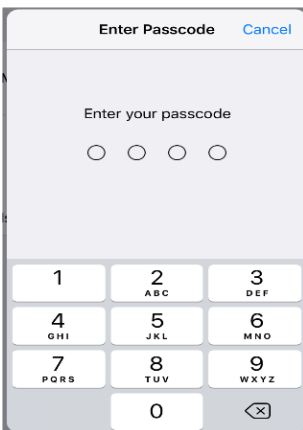 Enter Passcode Cancel
Enter your passcode
1 2 3
ABC DEF
4 5 6
GHI JKL MNO
7 8 9
PQRS TUV WXYZ
0